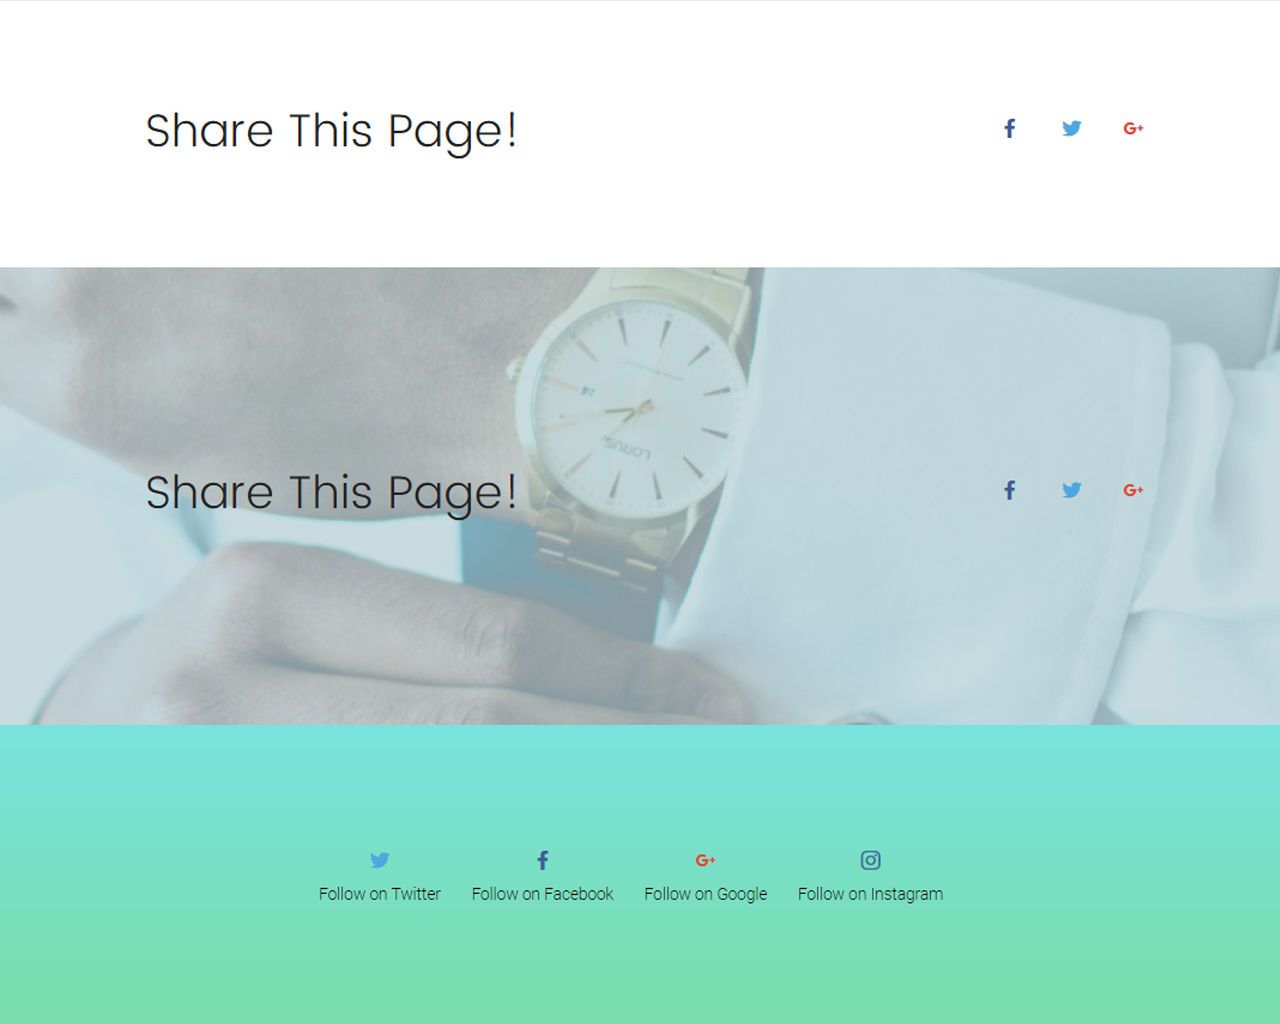 Share This Page!
G+
24
LORUS
Share This Page!
G+
G+
Follow on Twitter
Follow on Facebook
Follow on Google
Follow on Instagram